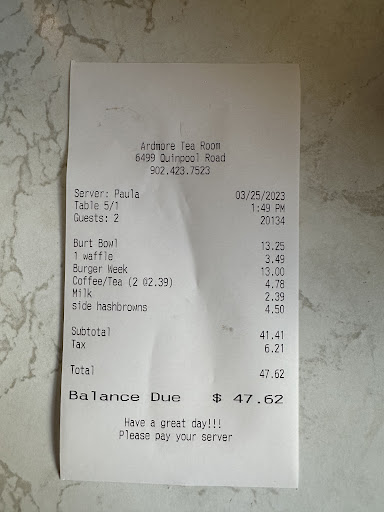 Ardmore Tea Room
6499 Quinpool Road
902.423.7523
Server: Paula 03/25/2023
Table 5/1 1:49 PM
Guests: 2 20134
Burt Bowl 13.25
1 waffle 3.49
Burger Week 13.00
Coffee/Tea (2 @2.39) 4.78
Milk 2.39
side hashbrowns 4.50
Subtotal 41.41
Tax 6.21
Total 47.62
Balance Due $ 47.62
Have a great day!!!
Please pay your server